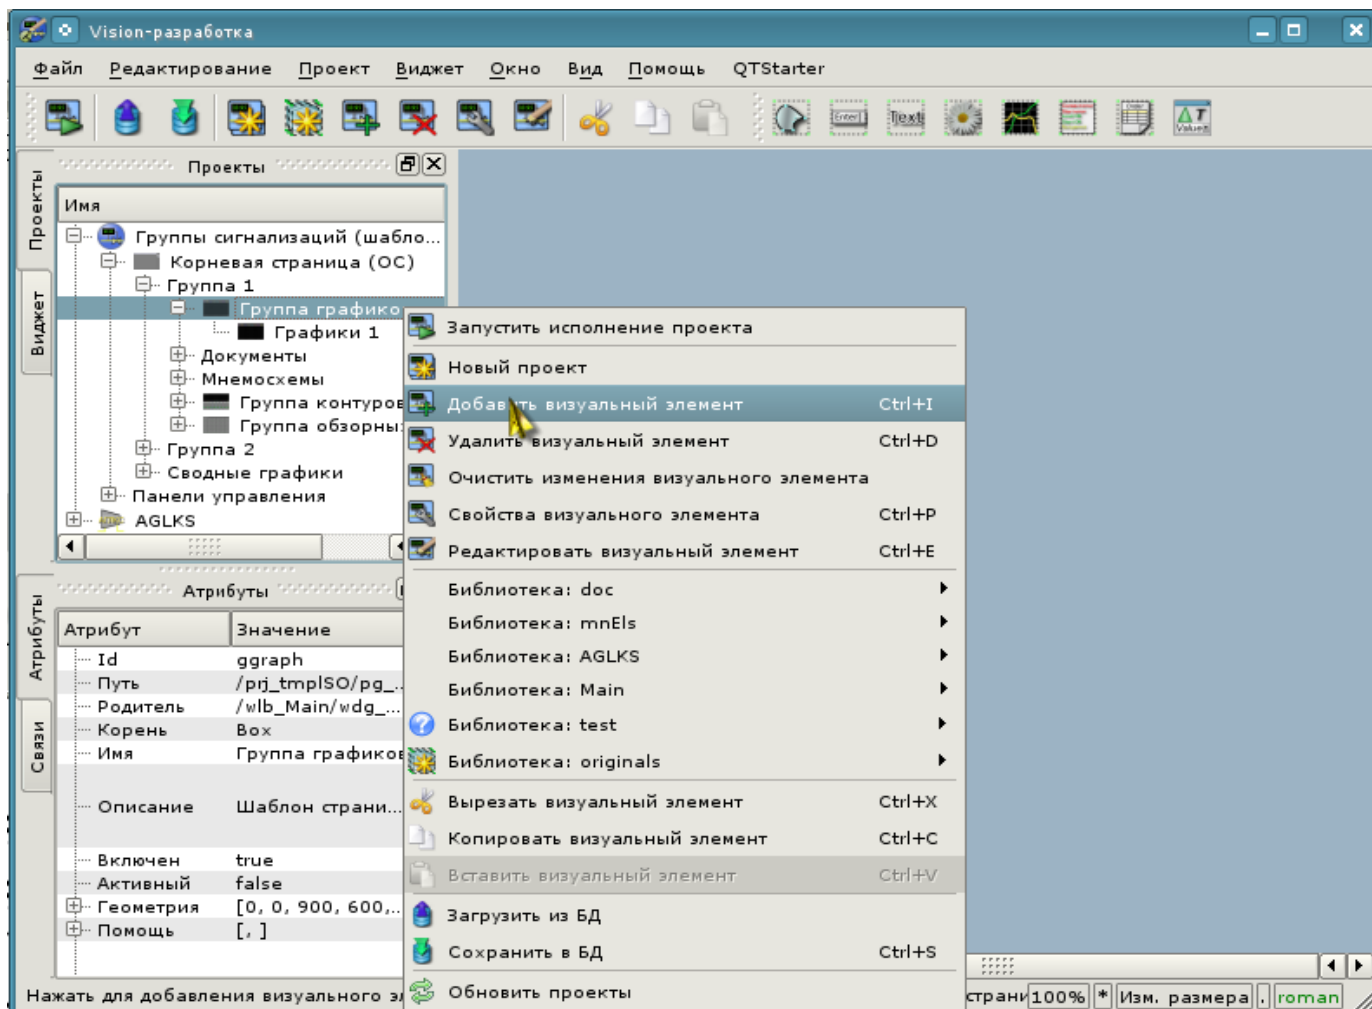 Vision-разработка
Файл Редактирование Проект Виджет Окно Вид Помощь QTStarter
Enter Text Values
Проекты
Виджет
Проекты
Имя
Группы сигнализаций (шабло...
Корневая страница (ОС)
Группа 1
Группа графико
Графики 1
Документы
Мнемосхемы
Группа контуров
Группа обзорны
Группа 2
Сводные графики
Панели управления
AGLKS
Атрибуты
Связи
Атрибуты
Атрибут Значение
Id ggraph
Путь /prj_tmplSO/pg_...
Родитель /wlb_Main/wdg_...
Корень Box
Имя Группа графиков
Описание Шаблон страни...
Включен true
Активный false
Геометрия [0, 0, 900, 600,...
Помощь [, ]
Запустить исполнение проекта
Новый проект
Добавить визуальный элемент Ctrl+I
Удалить визуальный элемент Ctrl+D
Очистить изменения визуального элемента
Свойства визуального элемента Ctrl+P
Редактировать визуальный элемент Ctrl+E
Библиотека: doc
Библиотека: mnEls
Библиотека: AGLKS
Библиотека: Main
Библиотека: test
Библиотека: originals
Вырезать визуальный элемент Ctrl+X
Копировать визуальный элемент Ctrl+C
Вставить визуальный элемент Ctrl+V
Загрузить из БД
Сохранить в БД Ctrl+S
Обновить проекты
Нажать для добавления визуального эл страни 100% * Изм. размера . roman